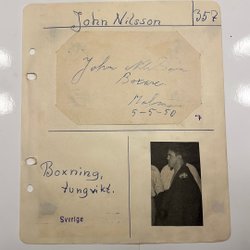 John Nilsson
357
John Nilsson
Boxare
Malmö
5-5-50
Boxning,
tungvikt.
Sverige